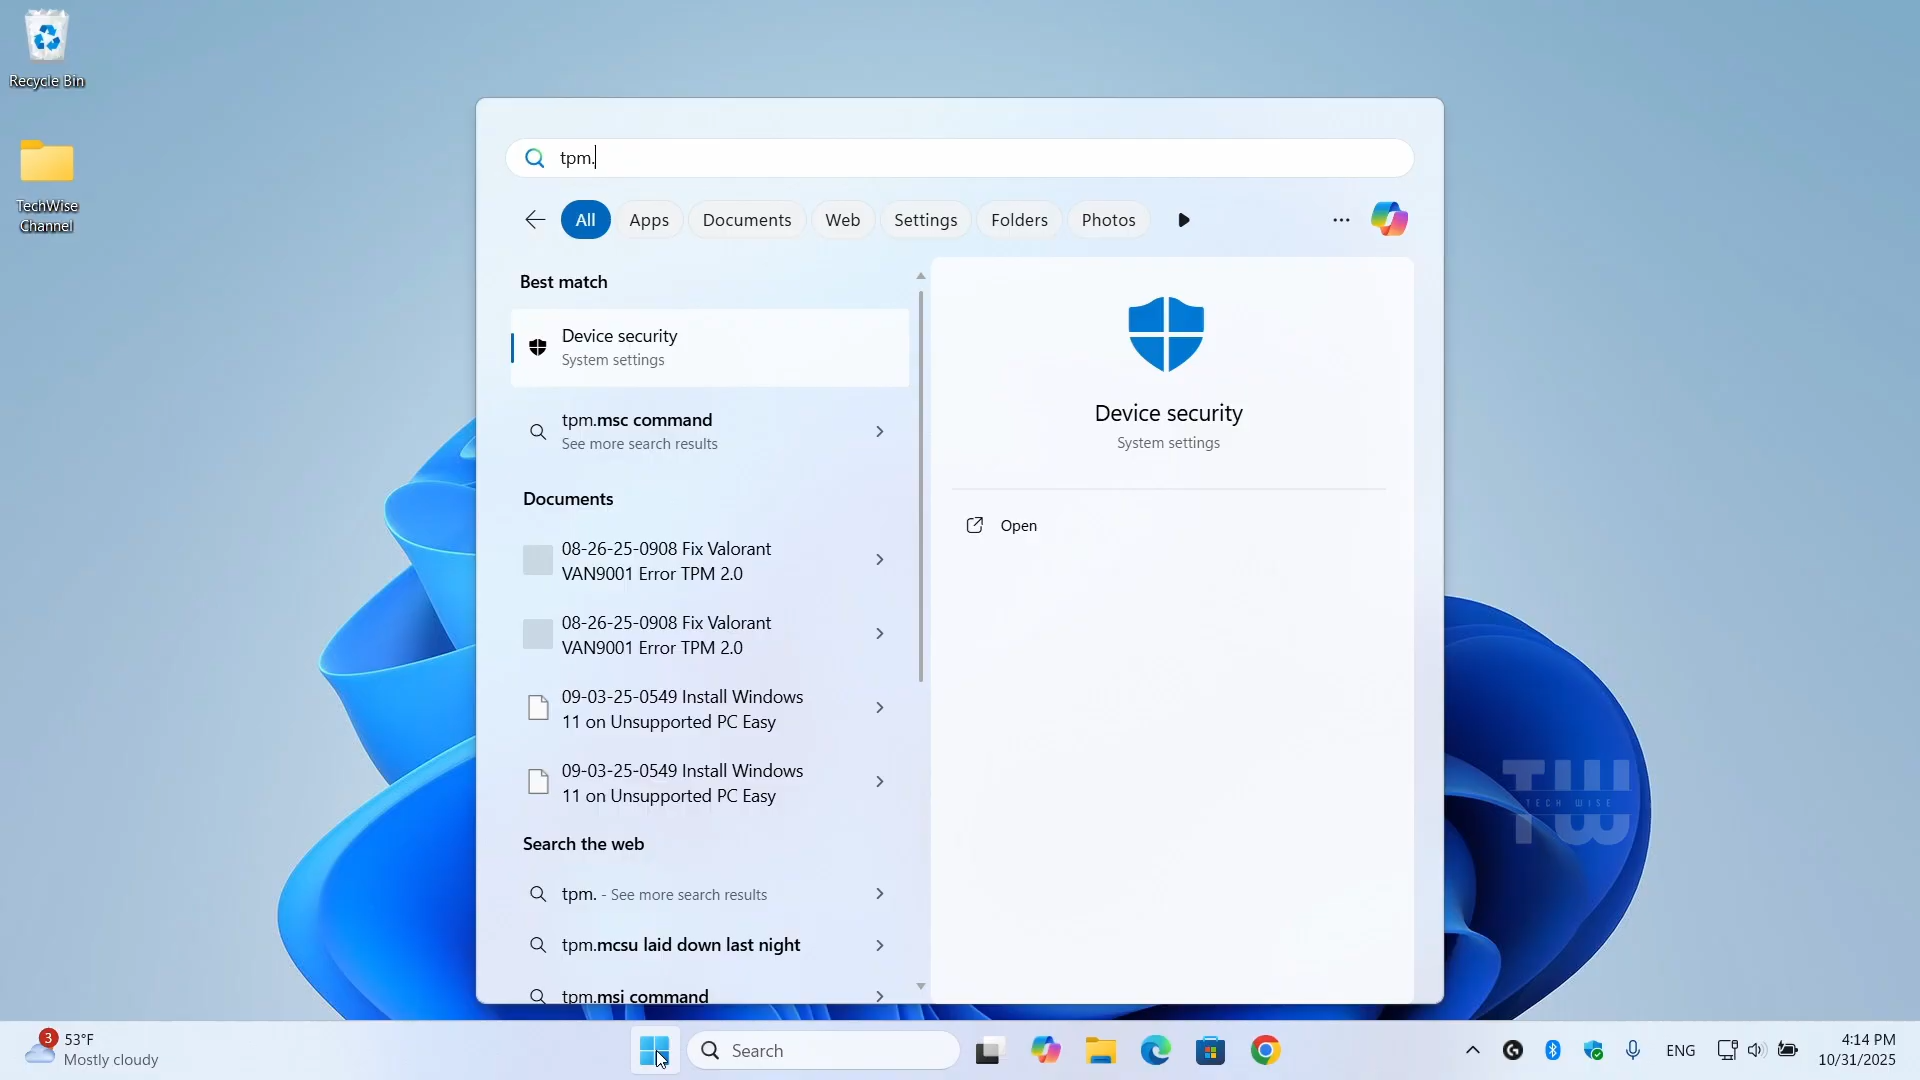 Recycle Bin
TechWise
Channel
tpm.
All
Apps
Documents
Web
Settings
Folders
Photos
Best match
Device security
System settings
tpm.msc command
See more search results
Documents
08-26-25-0908 Fix Valorant
VAN9001 Error TPM 2.0
08-26-25-0908 Fix Valorant
VAN9001 Error TPM 2.0
09-03-25-0549 Install Windows
11 on Unsupported PC Easy
09-03-25-0549 Install Windows
11 on Unsupported PC Easy
Search the web
tpm. - See more search results
tpm.mcsu laid down last night
tpm.msi command
Device security
System settings
Open
TW
TECH WISE
TW
3
53°F
Mostly cloudy
Search
ENG
4:14 PM
10/31/2025